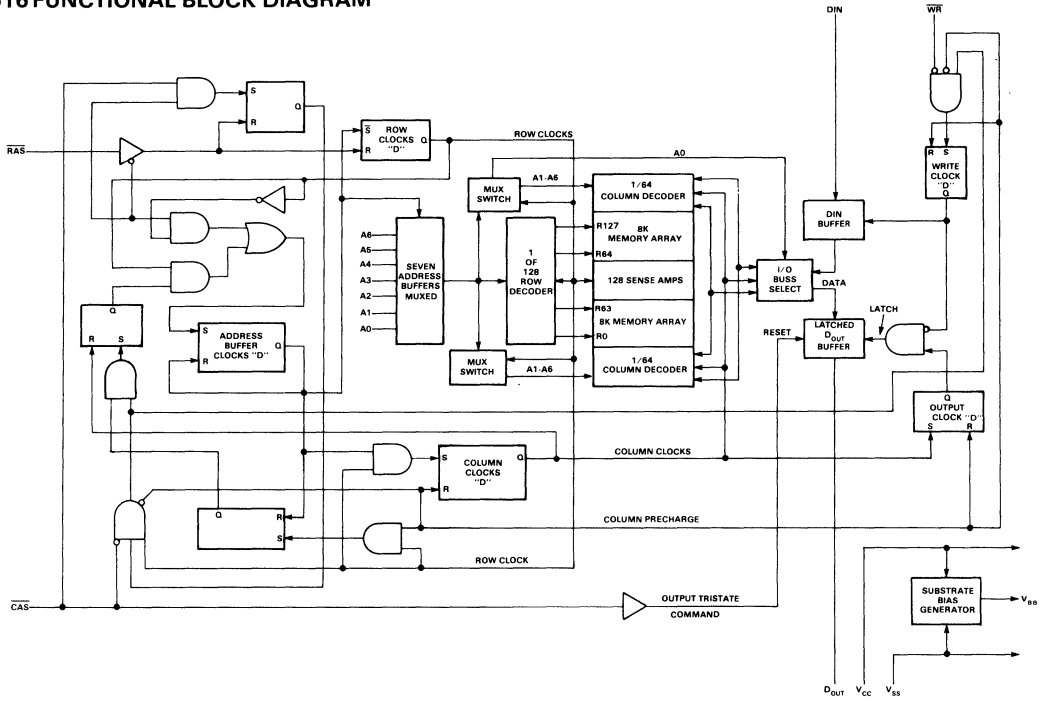 516 FUNCTIONAL BLOCK DIAGRAM
DIN
WR
S
Q
R
RAS
S
ROW
CLOCKS
"D"
Q
R
ROW CLOCKS
A0
R S
WRITE
CLOCK
"D"
Q
MUX
SWITCH
A1-A6
1/64
COLUMN DECODER
DIN
BUFFER
A6
A5
A4
A3
A2
A1
A0
SEVEN
ADDRESS
BUFFERS
MUXED
1
OF
128
ROW
DECODER
R127
R64
8K
MEMORY ARRAY
128 SENSE AMPS
R63
R0
8K MEMORY ARRAY
I/O
BUSS
SELECT
DATA
LATCH
RESET
LATCHED
DOUT
BUFFER
Q
R S
S
ADDRESS
BUFFER
CLOCKS "D"
Q
R
MUX
SWITCH
A1-A6
1/64
COLUMN DECODER
Q
OUTPUT
CLOCK "D"
S R
S
COLUMN
CLOCKS
"D"
Q
R
COLUMN CLOCKS
Q
R
S
COLUMN PRECHARGE
ROW CLOCK
CAS
OUTPUT TRISTATE
COMMAND
SUBSTRATE
BIAS
GENERATOR
VBB
DOUT VCC VSS